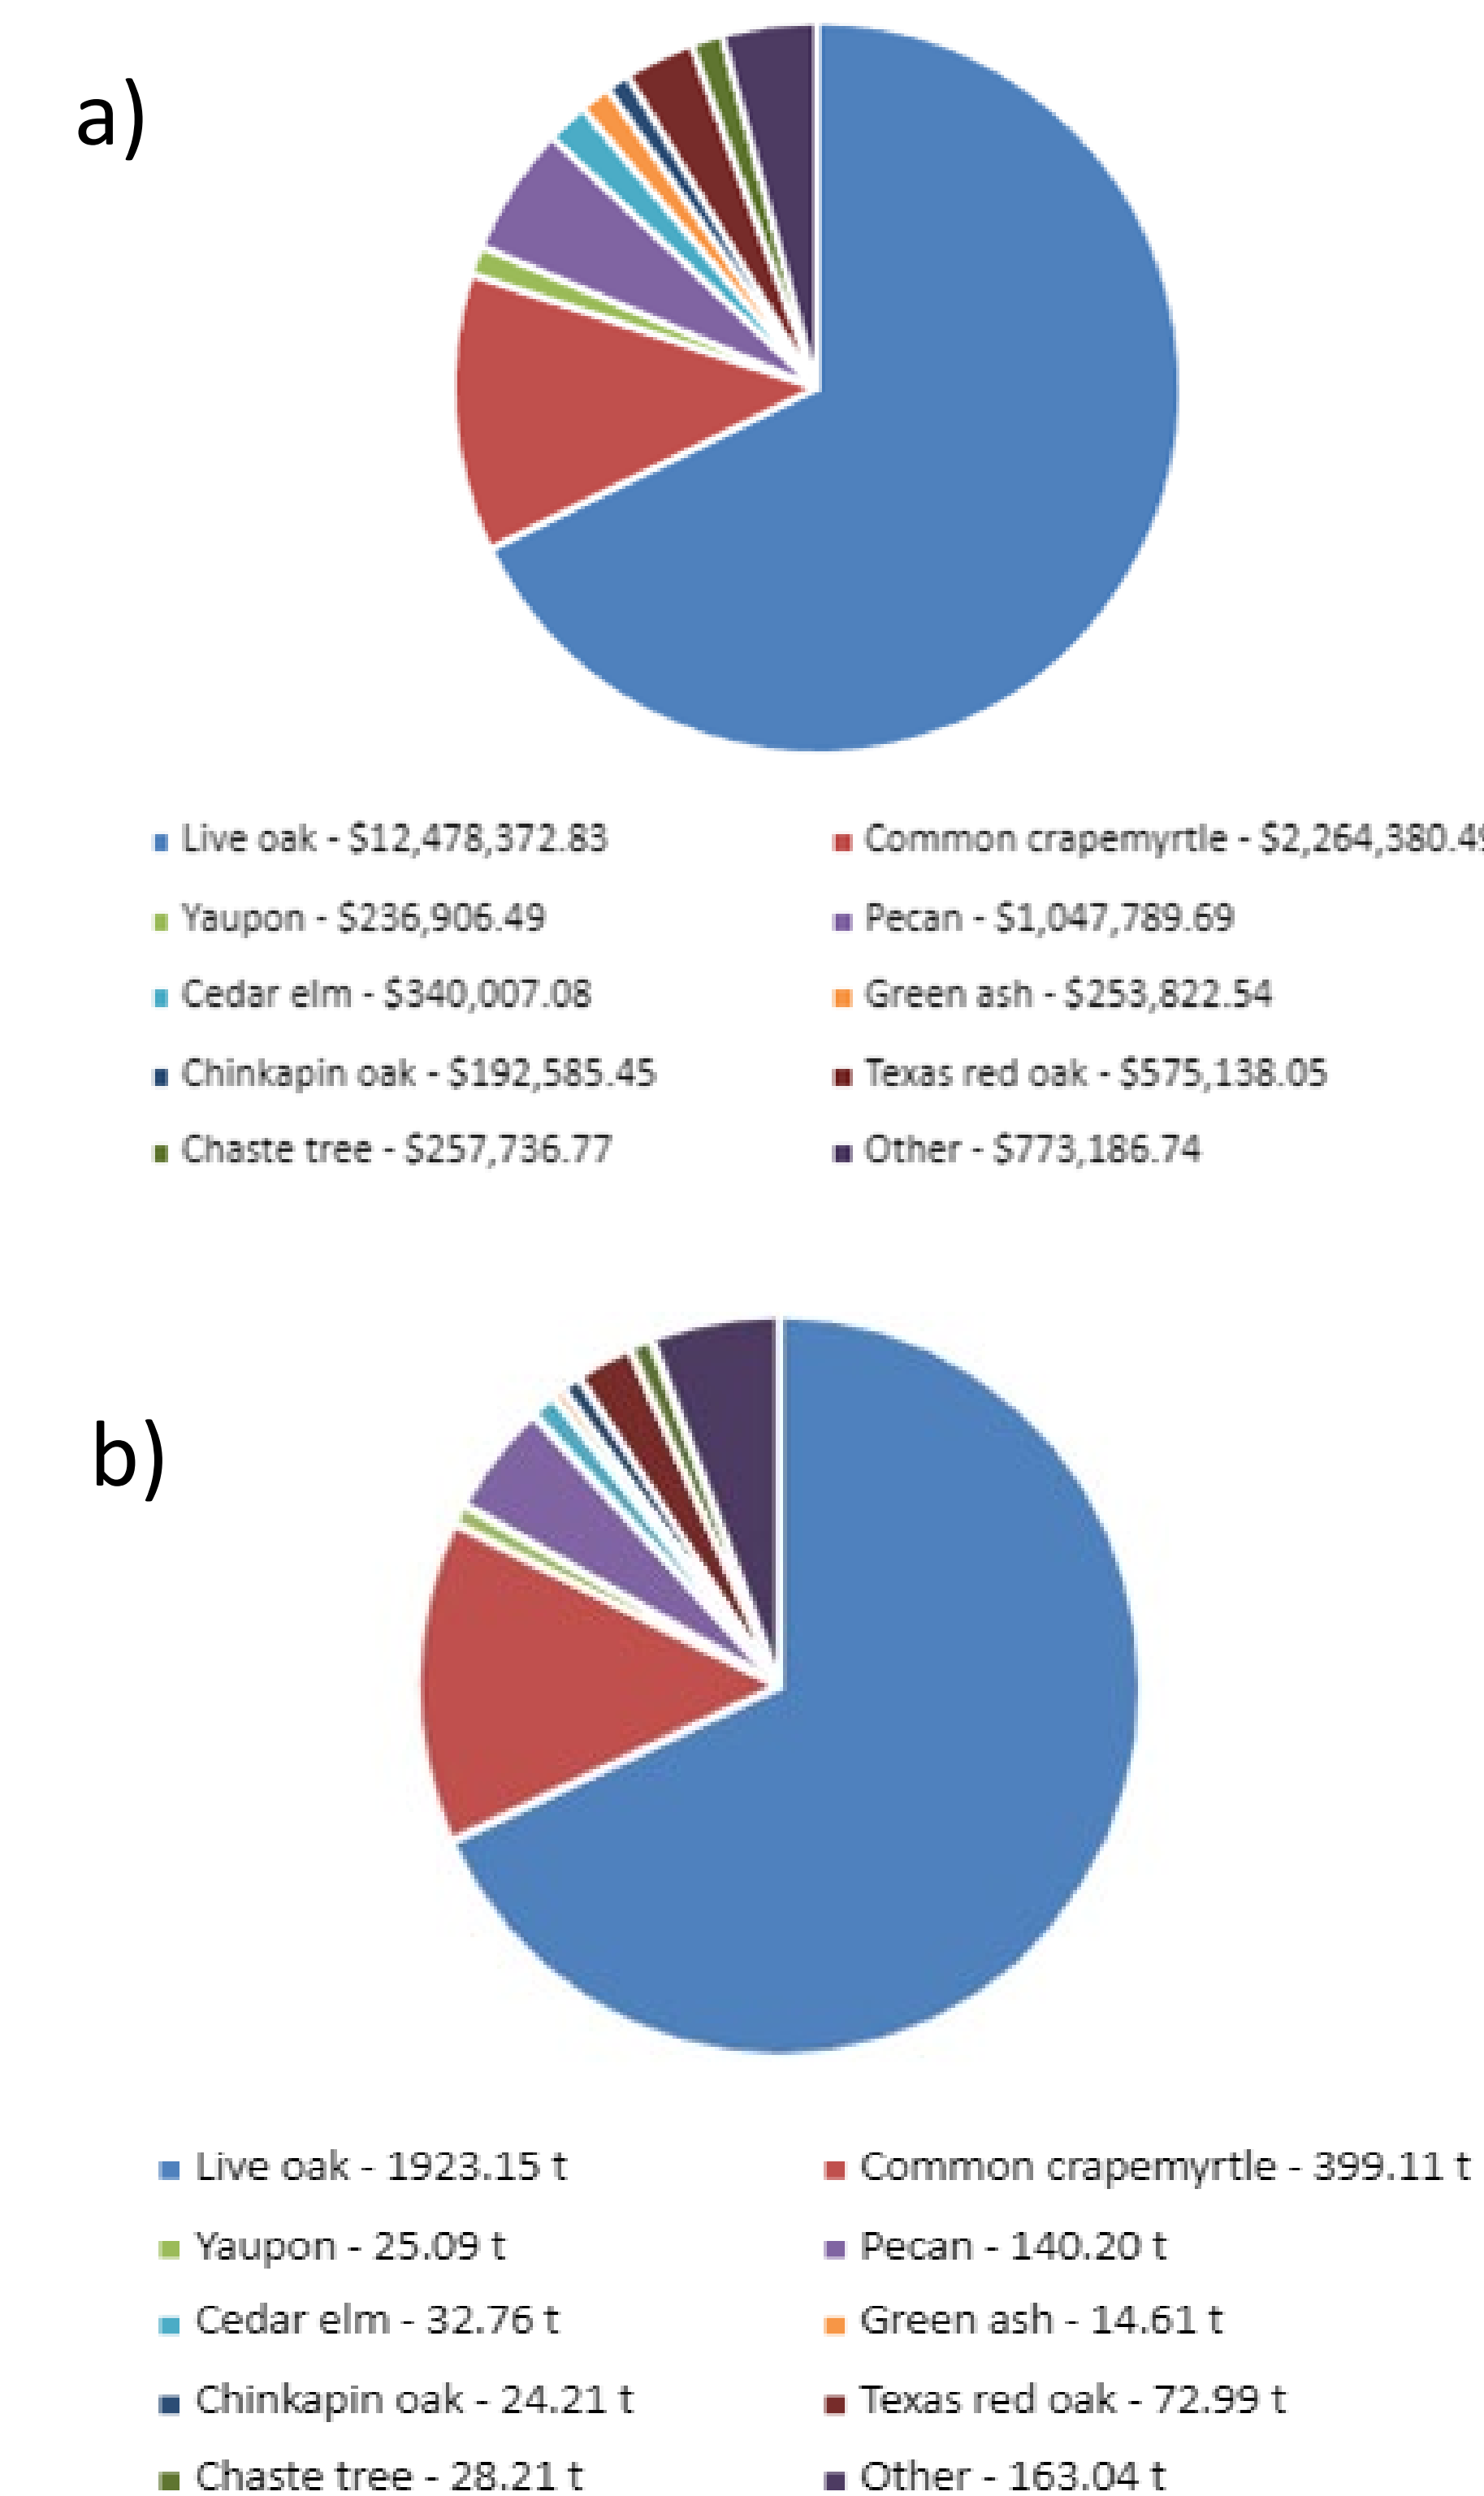 a)
Live oak - $12,478,372.83
Common crapemyrtle - $2,264,380.49
Yaupon - $236,906.49
Pecan - $1,047,789.69
Cedar elm - $340,007.08
Green ash - $253,822.54
Chinkapin oak - $192,585.45
Texas red oak - $575,138.05
Chaste tree - $257,736.77
Other - $773,186.74
b)
Live oak - 1923.15 t
Common crapemyrtle - 399.11 t
Yaupon - 25.09 t
Pecan - 140.20 t
Cedar elm - 32.76 t
Green ash - 14.61 t
Chinkapin oak - 24.21 t
Texas red oak - 72.99 t
Chaste tree - 28.21 t
Other - 163.04 t